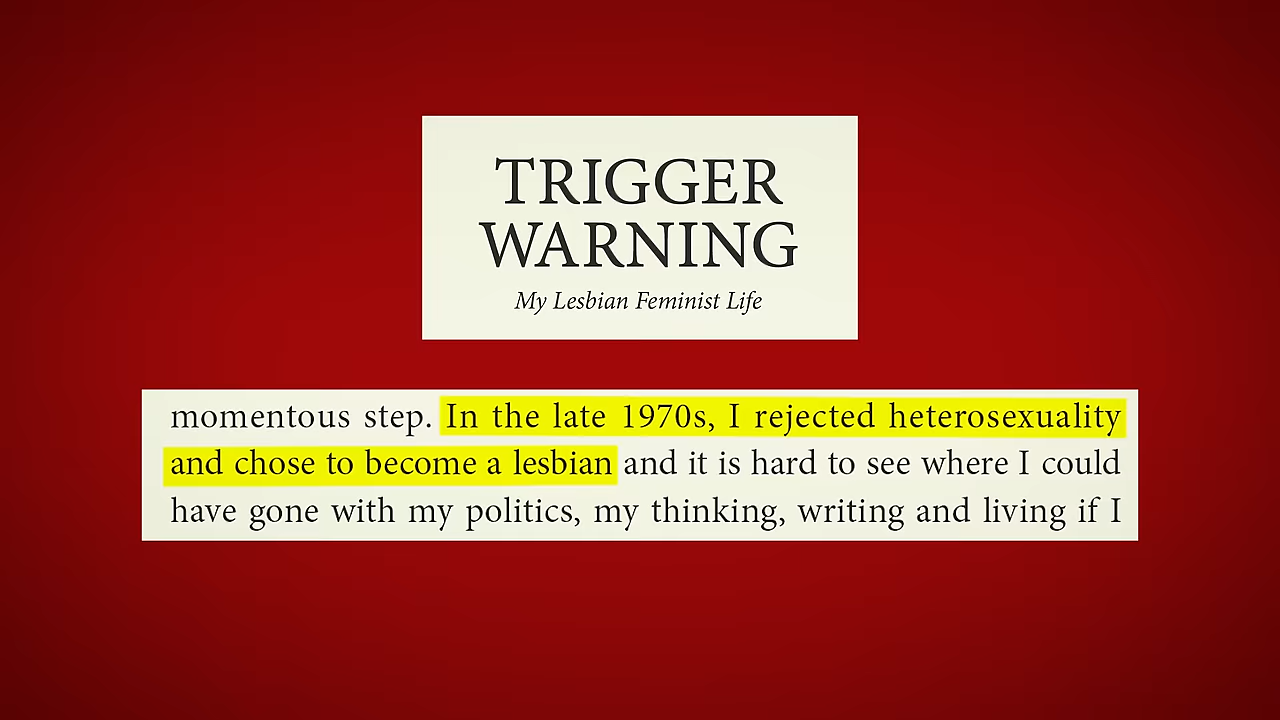 TRIGGER
WARNING
My Lesbian Feminist Life
momentous step. In the late 1970s, I rejected heterosexuality
and chose to become a lesbian and it is hard to see where I could
have gone with my politics, my thinking, writing and living if I